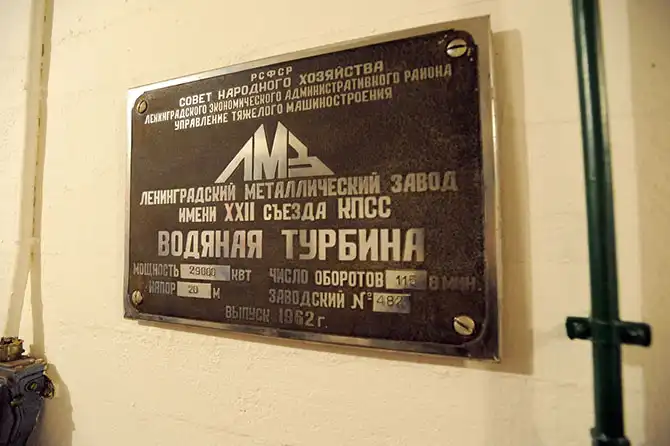 РСФСР
СОВЕТ НАРОДНОГО ХОЗЯЙСТВА
ЛЕНИНГРАДСКОГО ЭКОНОМИЧЕСКОГО АДМИНИСТРАТИВНОГО РАЙОНА
УПРАВЛЕНИЕ ТЯЖЕЛОГО МАШИНОСТРОЕНИЯ
ЛМЗ
ЛЕНИНГРАДСКИЙ МЕТАЛЛИЧЕСКИЙ ЗАВОД
ИМЕНИ XXII СЪЕЗДА КПСС
ВОДЯНАЯ ТУРБИНА
МОЩНОСТЬ 29000 КВТ ЧИСЛО ОБОРОТОВ 115 В МИН.
НАПОР 20 М ЗАВОДСКИЙ № 482
ВЫПУСК 1962 г.